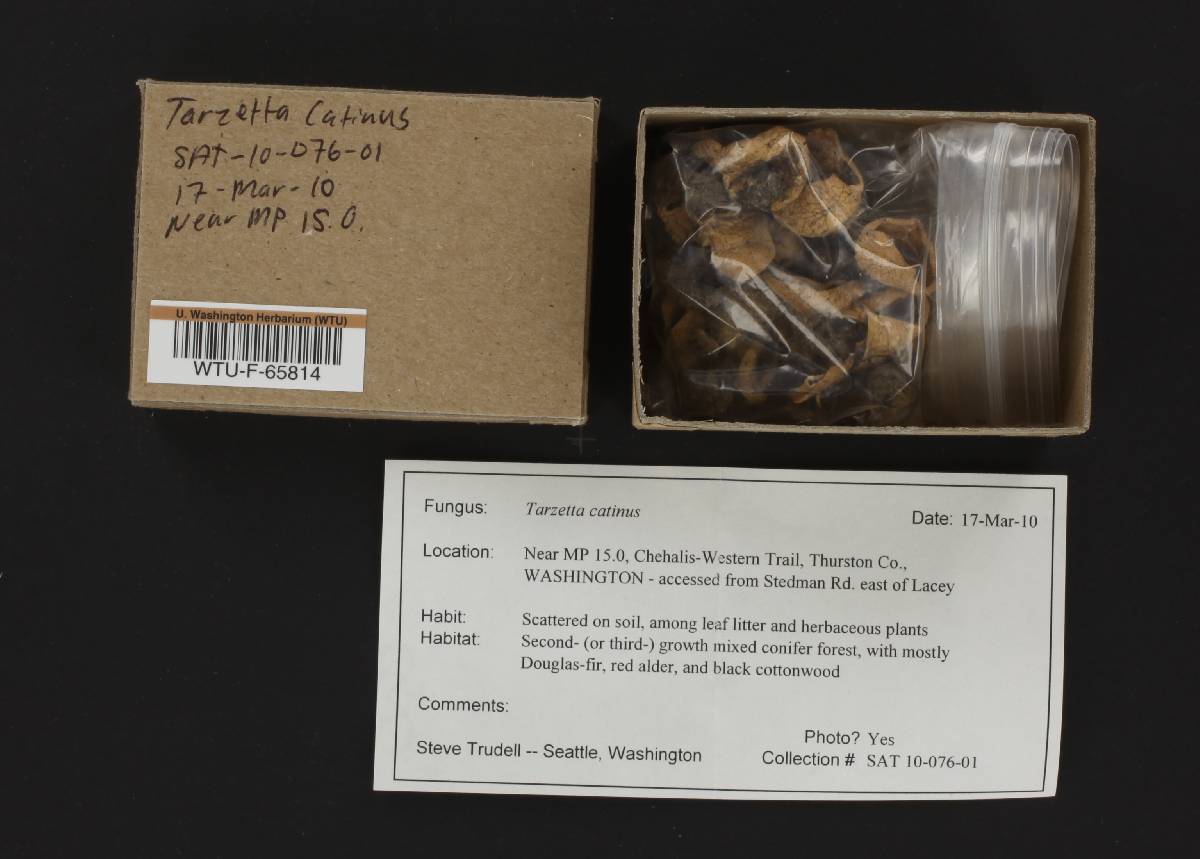 Tarzetta Catinus
SAT-10-076-01
17-Mar-10
Near MP 15.0.
U. Washington Herbarium (WTU)
WTU-F-65814
Fungus: Tarzetta catinus Date: 17-Mar-10
Location: Near MP 15.0, Chehalis-Western Trail, Thurston Co.,
WASHINGTON - accessed from Stedman Rd. east of Lacey
Habit: Scattered on soil, among leaf litter and herbaceous plants
Habitat: Second- (or third-) growth mixed conifer forest, with mostly
Douglas-fir, red alder, and black cottonwood
Comments:
Photo? Yes
Steve Trudell -- Seattle, Washington Collection # SAT 10-076-01